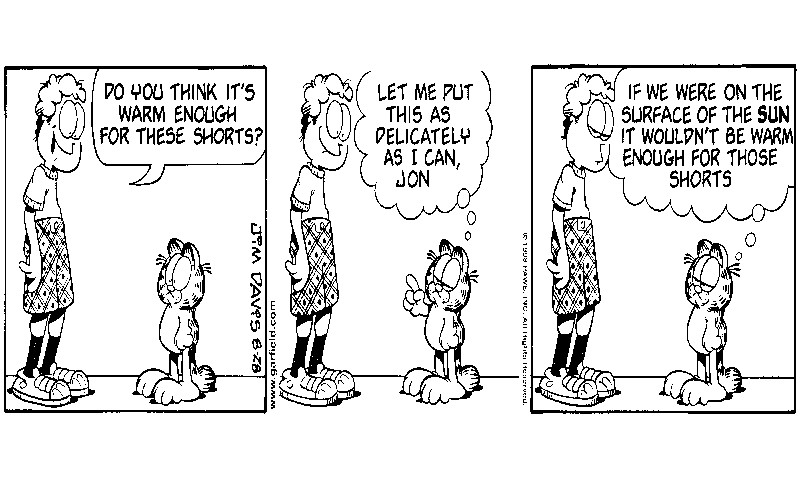 DO YOU THINK IT'S
WARM ENOUGH
FOR THESE SHORTS?
JIM DAVIS 8-28
www.garfield.com
LET ME PUT
THIS AS
DELICATELY
AS I CAN,
JON
IF WE WERE ON THE
SURFACE OF THE SUN
IT WOULDN'T BE WARM
ENOUGH FOR THOSE
SHORTS